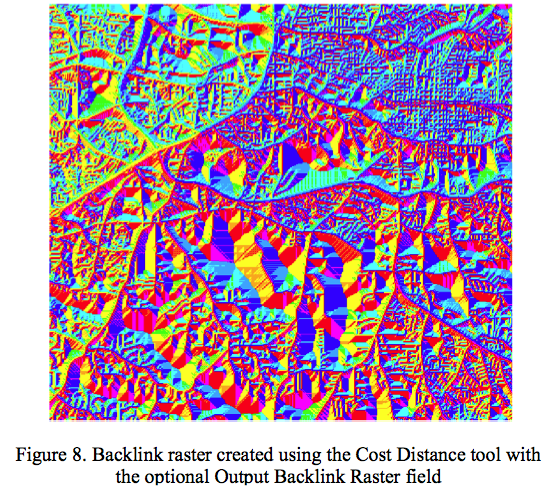 Figure 8. Backlink raster created using the Cost Distance tool with
the optional Output Backlink Raster field